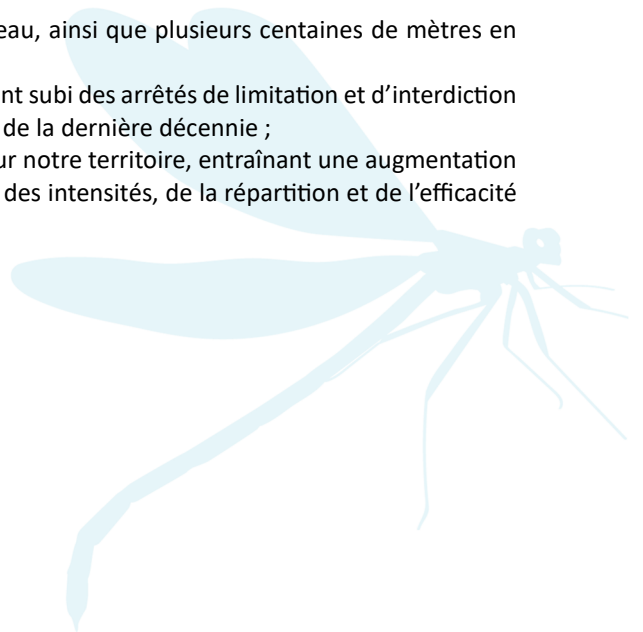 eau, ainsi que plusieurs centaines de mètres en
nt subi des arrêtés de limitation et d’interdiction
de la dernière décennie ;
ur notre territoire, entraînant une augmentation
des intensités, de la répartition et de l’efficacité